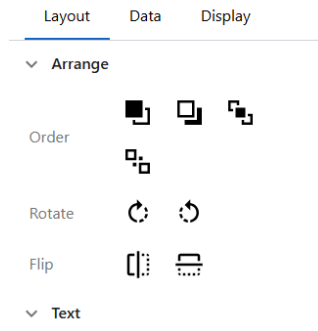 Layout Data Display
Arrange
Order
Rotate
Flip
Text